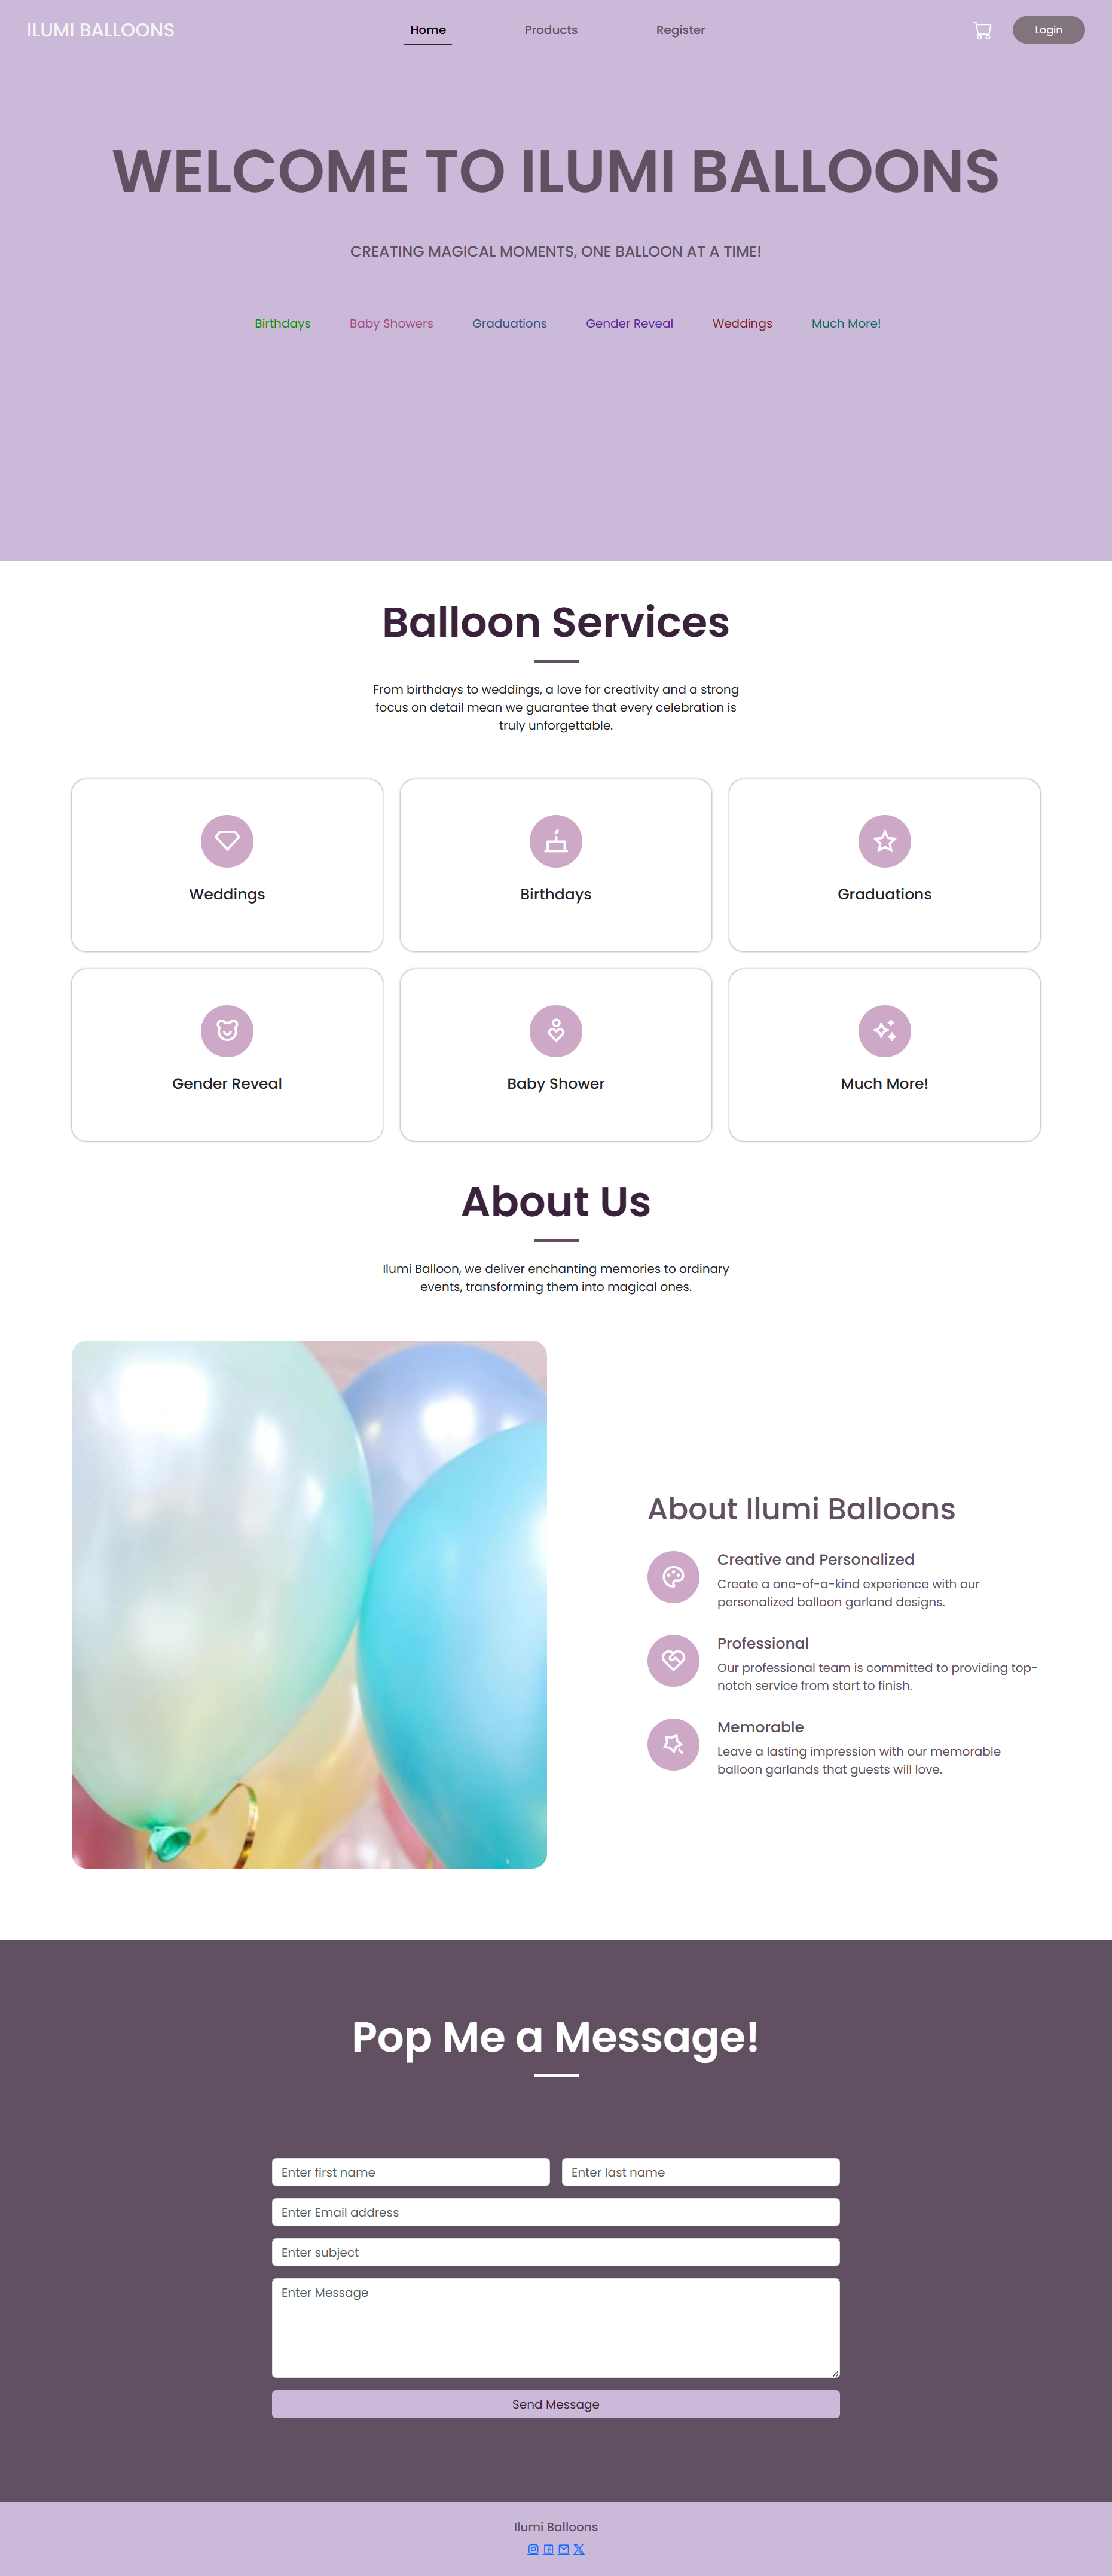 ILUMI BALLOONS
Home
Products
Register
Login
WELCOME TO ILUMI BALLOONS
CREATING MAGICAL MOMENTS, ONE BALLOON AT A TIME!
Birthdays
Baby Showers
Graduations
Gender Reveal
Weddings
Much More!
Balloon Services
From birthdays to weddings, a love for creativity and a strong
focus on detail mean we guarantee that every celebration is
truly unforgettable.
Weddings
Birthdays
Graduations
Gender Reveal
Baby Shower
Much More!
About Us
Ilumi Balloon, we deliver enchanting memories to ordinary
events, transforming them into magical ones.
About Ilumi Balloons
Creative and Personalized
Create a one-of-a-kind experience with our
personalized balloon garland designs.
Professional
Our professional team is committed to providing top-
notch service from start to finish.
Memorable
Leave a lasting impression with our memorable
balloon garlands that guests will love.
Pop Me a Message!
Enter first name
Enter last name
Enter Email address
Enter subject
Enter Message
Send Message
Ilumi Balloons